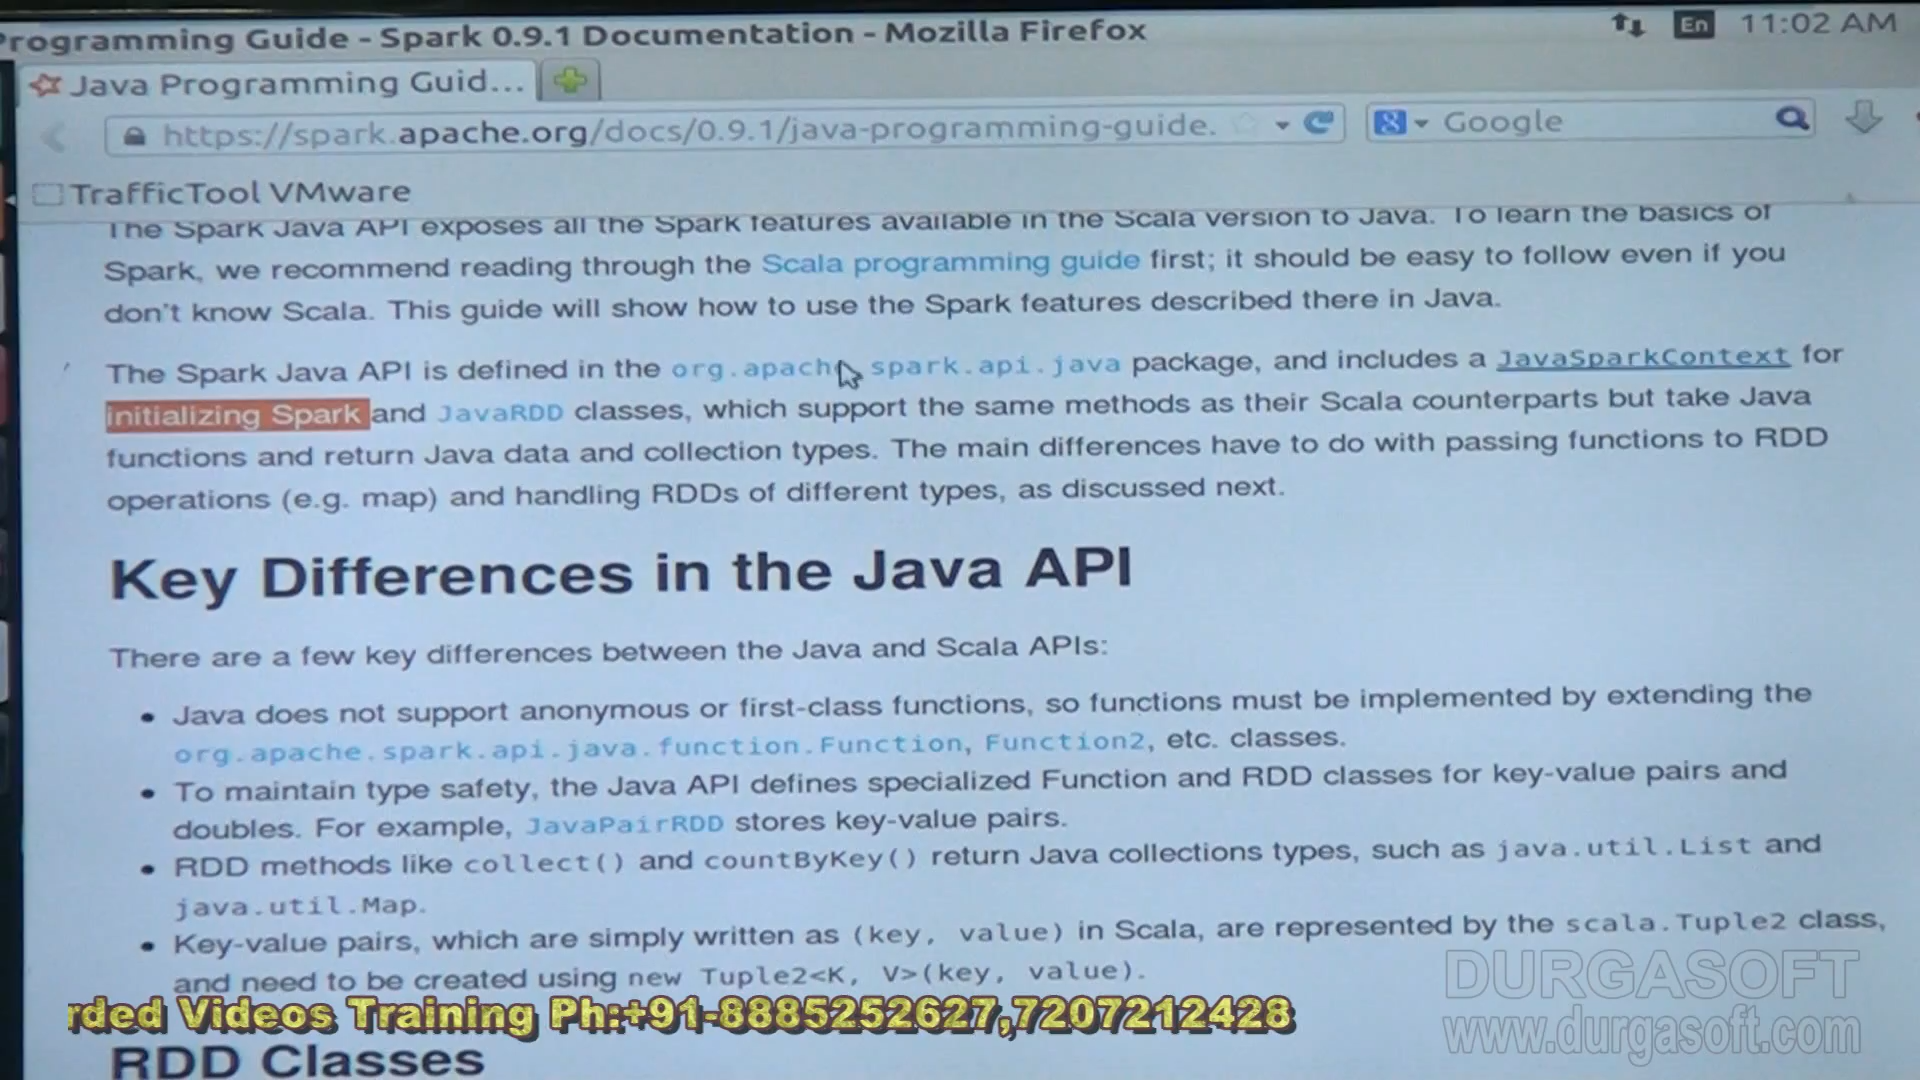 Programming Guide - Spark 0.9.1 Documentation - Mozilla Firefox
En 11:02 AM
Java Programming Guid...
https://spark.apache.org/docs/0.9.1/java-programming-guide.
Google
TrafficTool VMware
The Spark Java API exposes all the Spark features available in the Scala version to Java. To learn the basics of
Spark, we recommend reading through the Scala programming guide first; it should be easy to follow even if you
don't know Scala. This guide will show how to use the Spark features described there in Java.
The Spark Java API is defined in the org.apache.spark.api.java package, and includes a JavaSparkContext for
initializing Spark and JavaRDD classes, which support the same methods as their Scala counterparts but take Java
functions and return Java data and collection types. The main differences have to do with passing functions to RDD
operations (e.g. map) and handling RDDs of different types, as discussed next.
Key Differences in the Java API
There are a few key differences between the Java and Scala APIs:
• Java does not support anonymous or first-class functions, so functions must be implemented by extending the
org.apache.spark.api.java.function.Function, Function2, etc. classes.
• To maintain type safety, the Java API defines specialized Function and RDD classes for key-value pairs and
doubles. For example, JavaPairRDD stores key-value pairs.
• RDD methods like collect() and countByKey() return Java collections types, such as java.util.List and
java.util.Map.
• Key-value pairs, which are simply written as (key, value) in Scala, are represented by the scala.Tuple2 class,
and need to be created using new Tuple2<K, V>(key, value).
DURGASOFT
rded Videos Training Ph:+91-8885252627,7207212428
www.durgasoft.com
RDD Classes